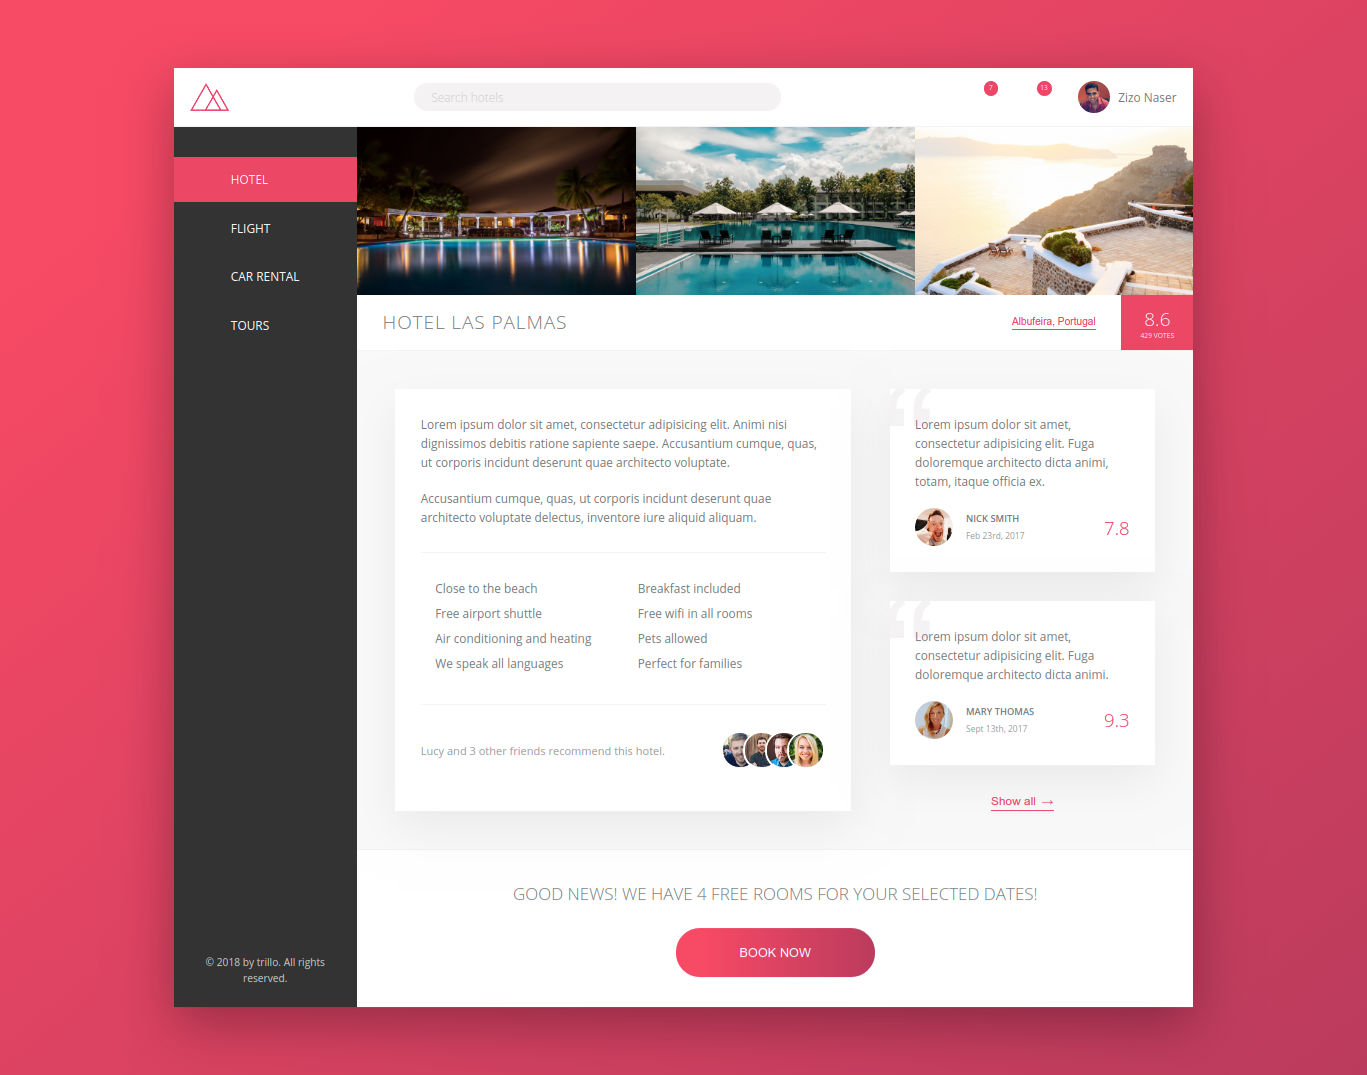 Search hotels
7
13
Zizo Naser
HOTEL
FLIGHT
CAR RENTAL
TOURS
© 2018 by trillo. All rights
reserved.
HOTEL LAS PALMAS
Albufeira, Portugal
8.6
429 VOTES
Lorem ipsum dolor sit amet, consectetur adipisicing elit. Animi nisi
dignissimos debitis ratione sapiente saepe. Accusantium cumque, quas,
ut corporis incidunt deserunt quae architecto voluptate.
Accusantium cumque, quas, ut corporis incidunt deserunt quae
architecto voluptate delectus, inventore iure aliquid aliquam.
Close to the beach
Breakfast included
Free airport shuttle
Free wifi in all rooms
Air conditioning and heating
Pets allowed
We speak all languages
Perfect for families
Lucy and 3 other friends recommend this hotel.
“
Lorem ipsum dolor sit amet,
consectetur adipisicing elit. Fuga
doloremque architecto dicta animi,
totam, itaque officia ex.
NICK SMITH
Feb 23rd, 2017
7.8
“
Lorem ipsum dolor sit amet,
consectetur adipisicing elit. Fuga
doloremque architecto dicta animi.
MARY THOMAS
Sept 13th, 2017
9.3
Show all →
GOOD NEWS! WE HAVE 4 FREE ROOMS FOR YOUR SELECTED DATES!
BOOK NOW